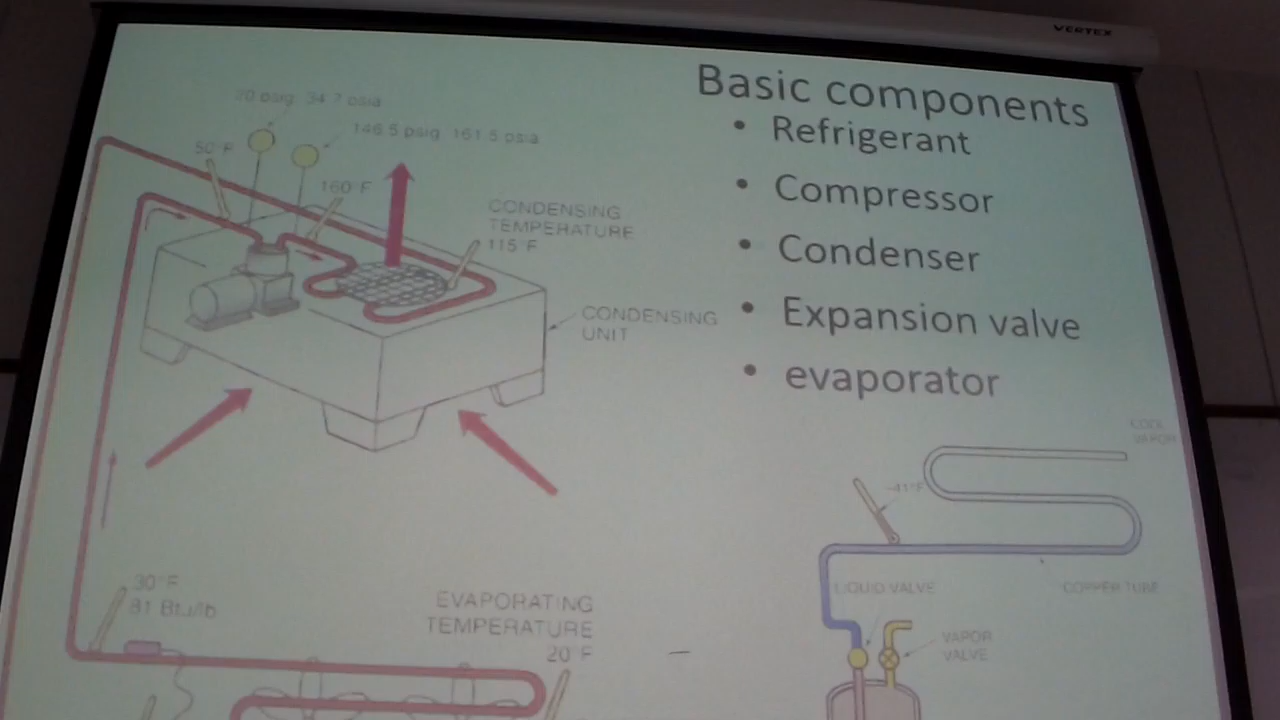 VERTEX
Basic components
• Refrigerant
• Compressor
• Condenser
• Expansion valve
• evaporator
20 psig 34.7 psia
146.5 psig 161.5 psia
50°F
160°F
CONDENSING
TEMPERATURE
115°F
CONDENSING
UNIT
30°F
81 Btu/lb
EVAPORATING
TEMPERATURE
20°F
-41°F
LIQUID VALVE
COPPER TUBE
VAPOR
VALVE